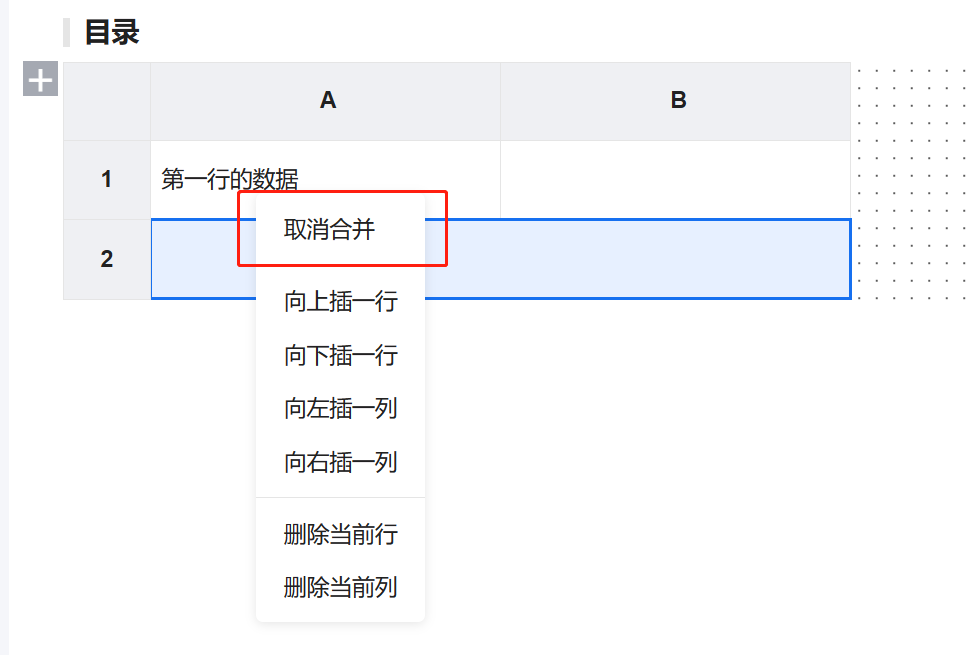 目录
A
B
1
第一行的数据
2
取消合并
向上插一行
向下插一行
向左插一列
向右插一列
删除当前行
删除当前列